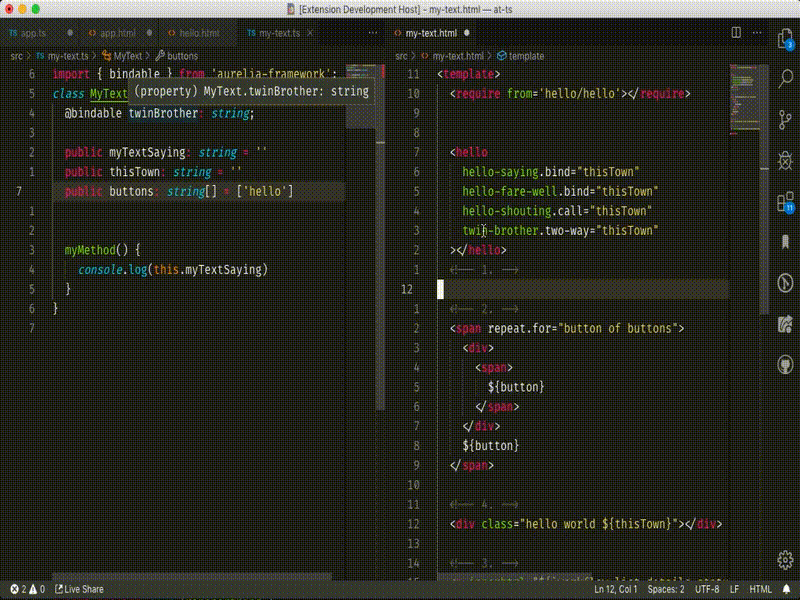 [Extension Development Host] - my-text.html — at-ts
app.ts
app.html
hello.html
my-text.ts
my-text.html
src > my-text.ts > MyText > buttons
src > my-text.html > template
6 import { bindable } from 'aurelia-framework';
5 class MyText
(property) MyText.twinBrother: string
4 @bindable twinBrother: string;
3
2 public myTextSaying: string = ''
1 public thisTown: string = ''
7 public buttons: string[] = ['hello']
1
2
3 myMethod() {
4 console.log(this.myTextSaying)
5 }
6 }
7
11 <template>
10 <require from='hello/hello'></require>
9
8
7 <hello
6 hello-saying.bind="thisTown"
5 hello-fare-well.bind="thisTown"
4 hello-shouting.call="thisTown"
3 twin-brother.two-way="thisTown"
2 ></hello>
1 <!-- 1. -->
12
1 <!-- 2. -->
2 <span repeat.for="button of buttons">
3 <div>
4 <span>
5 ${button}
6 </span>
7 </div>
8 ${button}
9 </span>
10
11 <!-- 4. -->
12 <div class="hello world ${thisTown}"></div>
13
14 <!-- 3. -->
3
11
2 0 Live Share
Ln 12, Col 1 Spaces: 2 UTF-8 LF HTML